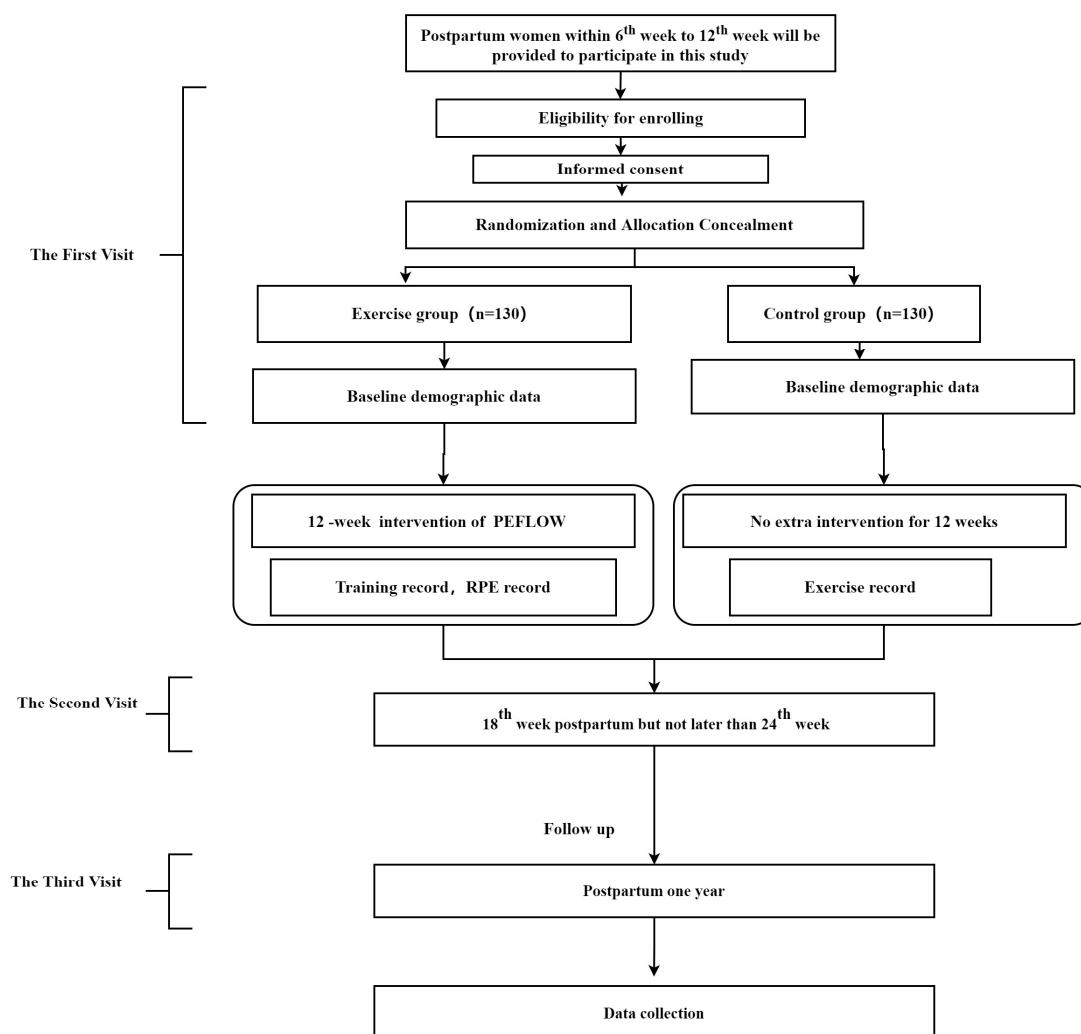 Postpartum women within 6th week to 12th week will be
provided to participate in this study
Eligibility for enrolling
Informed consent
Randomization and Allocation Concealment
The First Visit
Exercise group（n=130）
Control group（n=130）
Baseline demographic data
Baseline demographic data
12 -week intervention of PEFLOW
Training record，RPE record
No extra intervention for 12 weeks
Exercise record
The Second Visit
18th week postpartum but not later than 24th week
Follow up
The Third Visit
Postpartum one year
Data collection